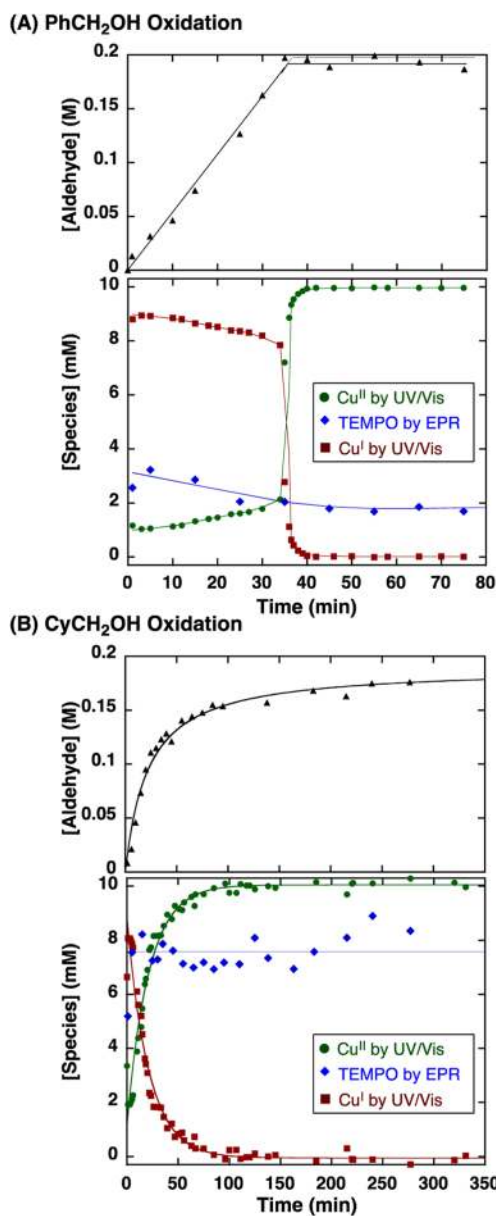 (A) PhCH₂OH Oxidation
0.2
0.15
0.1
0.05
0
[Aldehyde] (M)
10
8
6
4
2
0
[Species] (mM)
Cuᴵᴵ by UV/Vis
TEMPO by EPR
Cuᴵ by UV/Vis
0 10 20 30 40 50 60 70 80
Time (min)
(B) CyCH₂OH Oxidation
0.2
0.15
0.1
0.05
0
[Aldehyde] (M)
10
8
6
4
2
0
[Species] (mM)
Cuᴵᴵ by UV/Vis
TEMPO by EPR
Cuᴵ by UV/Vis
0 50 100 150 200 250 300 350
Time (min)